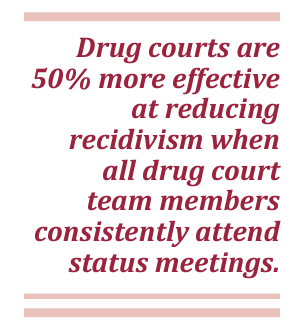 Drug courts are
50% more effective
at reducing
recidivism when
all drug court
team members
consistently attend
status meetings.